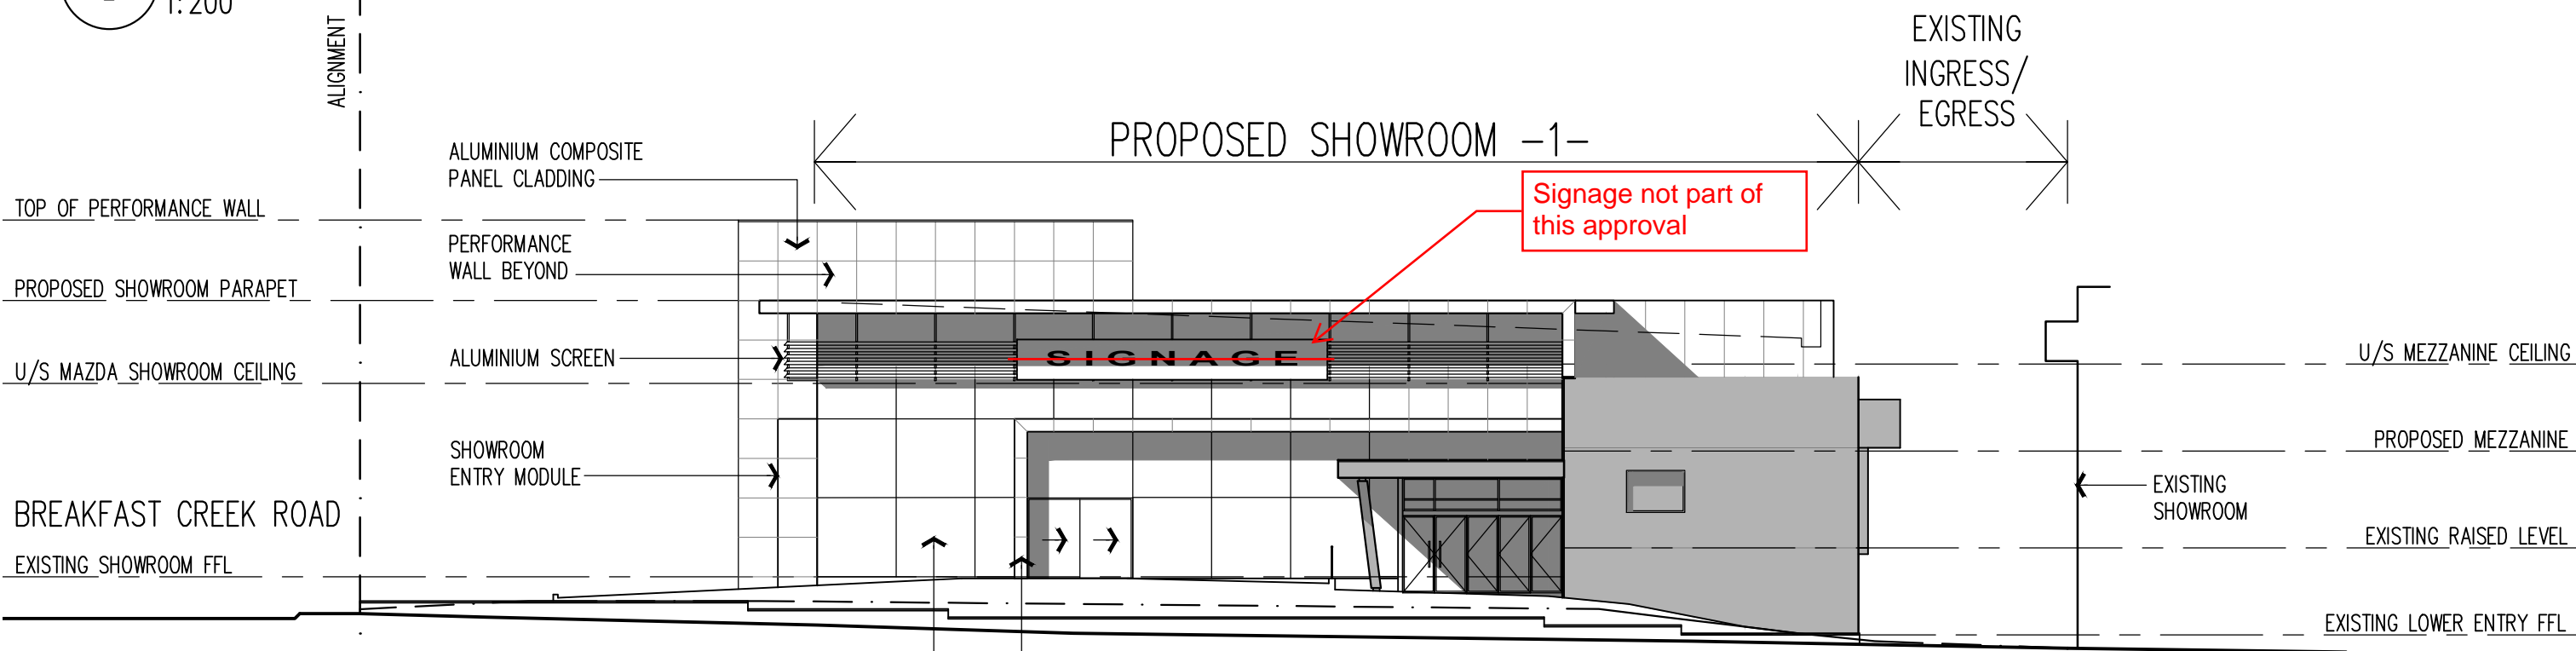 1:200
ALIGNMENT
EXISTING
INGRESS/
EGRESS
PROPOSED SHOWROOM -1-
ALUMINIUM COMPOSITE
PANEL CLADDING
Signage not part of
this approval
TOP OF PERFORMANCE WALL
PERFORMANCE
WALL BEYOND
PROPOSED SHOWROOM PARAPET
ALUMINIUM SCREEN
SIGNAGE
U/S MEZZANINE CEILING
U/S MAZDA SHOWROOM CEILING
SHOWROOM
ENTRY MODULE
PROPOSED MEZZANINE
EXISTING
SHOWROOM
BREAKFAST CREEK ROAD
EXISTING RAISED LEVEL
EXISTING SHOWROOM FFL
EXISTING LOWER ENTRY FFL